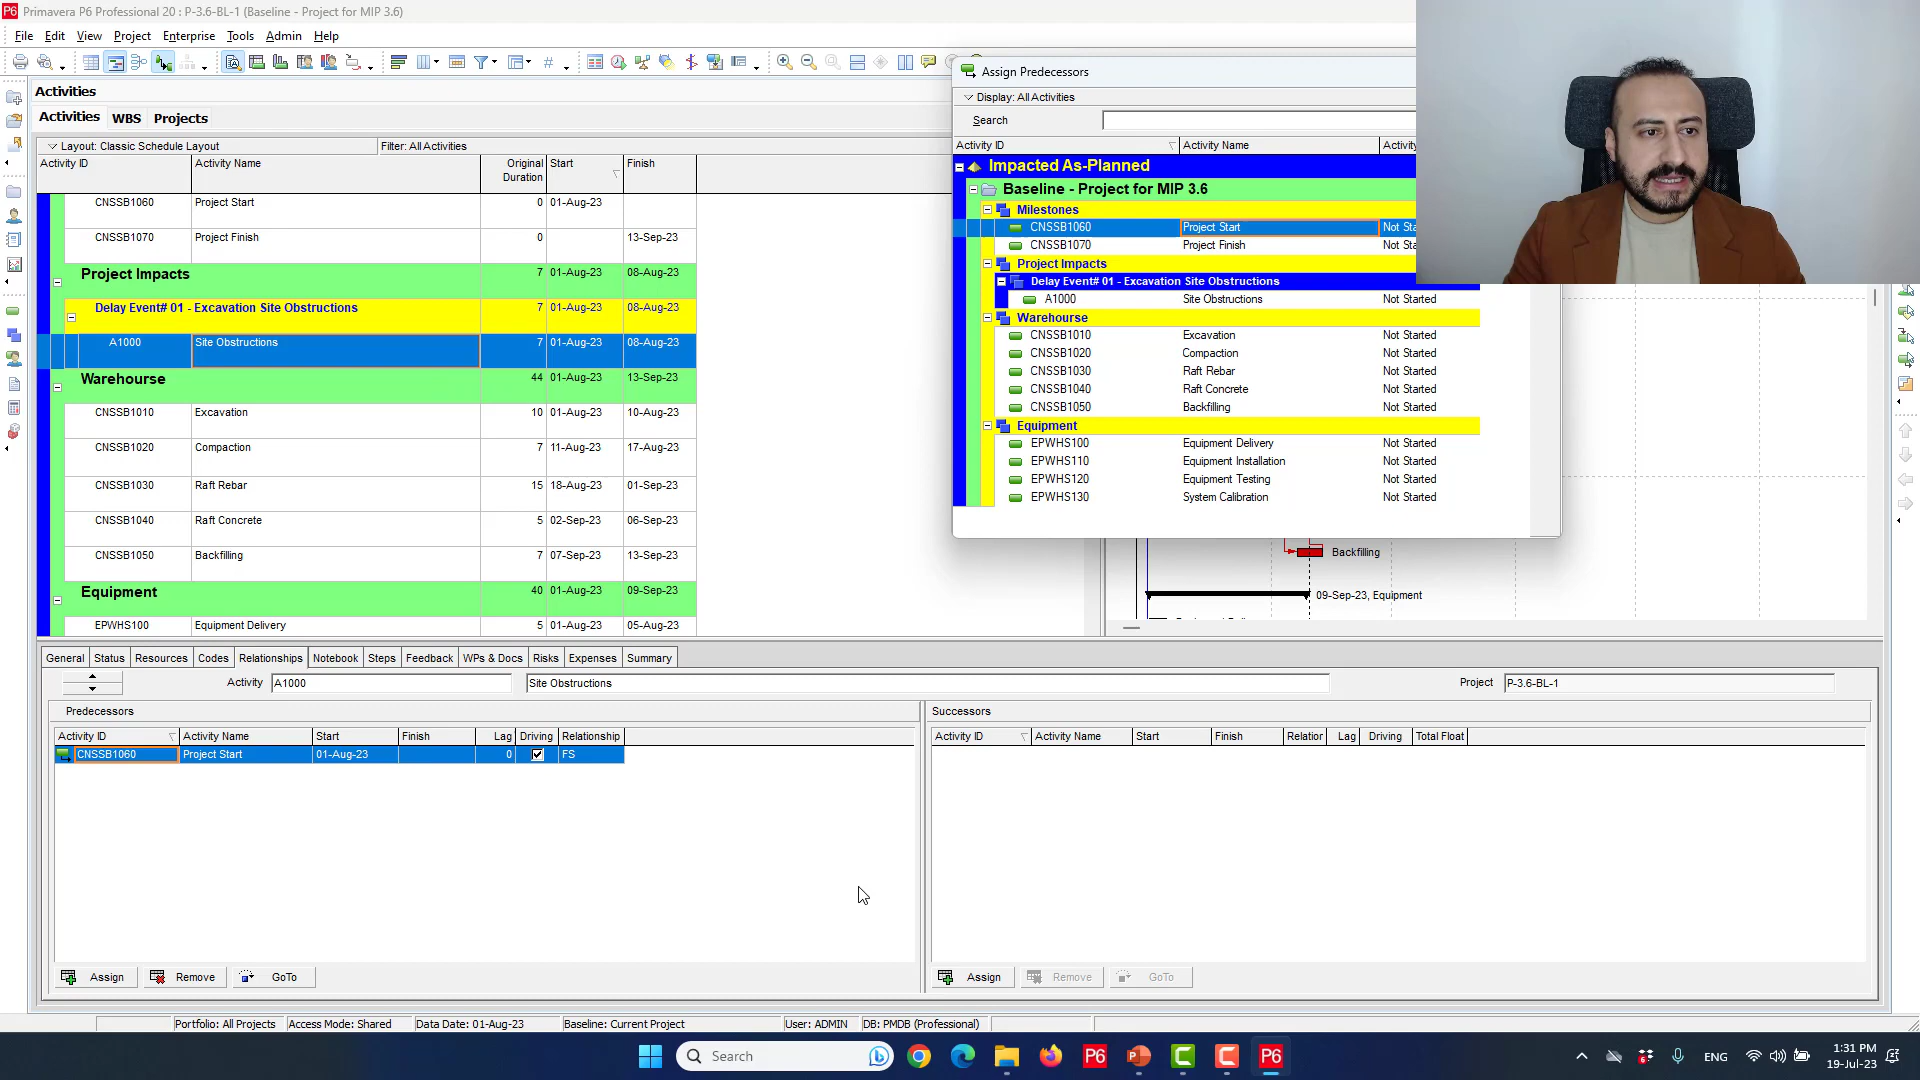 Primavera P6 Professional 20 : P-3.6-BL-1 (Baseline - Project for MIP 3.6)
File Edit View Project Enterprise Tools Admin Help
Activities
Activities WBS Projects
Layout: Classic Schedule Layout Filter: All Activities
Activity ID Activity Name Original Duration Start Finish
CNSSB1060 Project Start 0 01-Aug-23
CNSSB1070 Project Finish 0 13-Sep-23
Project Impacts 7 01-Aug-23 08-Aug-23
Delay Event# 01 - Excavation Site Obstructions 7 01-Aug-23 08-Aug-23
A1000 Site Obstructions 7 01-Aug-23 08-Aug-23
Warehourse 44 01-Aug-23 13-Sep-23
CNSSB1010 Excavation 10 01-Aug-23 10-Aug-23
CNSSB1020 Compaction 7 11-Aug-23 17-Aug-23
CNSSB1030 Raft Rebar 15 18-Aug-23 01-Sep-23
CNSSB1040 Raft Concrete 5 02-Sep-23 06-Sep-23
CNSSB1050 Backfilling 7 07-Sep-23 13-Sep-23
Equipment 40 01-Aug-23 09-Sep-23
EPWHS100 Equipment Delivery 5 01-Aug-23 05-Aug-23
Assign Predecessors
Display: All Activities
Search
Activity ID Activity Name Activity
Impacted As-Planned
Baseline - Project for MIP 3.6
Milestones
CNSSB1060 Project Start Not Sta
CNSSB1070 Project Finish Not Sta
Project Impacts
Delay Event# 01 - Excavation Site Obstructions
A1000 Site Obstructions Not Started
Warehourse
CNSSB1010 Excavation Not Started
CNSSB1020 Compaction Not Started
CNSSB1030 Raft Rebar Not Started
CNSSB1040 Raft Concrete Not Started
CNSSB1050 Backfilling Not Started
Equipment
EPWHS100 Equipment Delivery Not Started
EPWHS110 Equipment Installation Not Started
EPWHS120 Equipment Testing Not Started
EPWHS130 System Calibration Not Started
Backfilling
09-Sep-23, Equipment
General Status Resources Codes Relationships Notebook Steps Feedback WPs & Docs Risks Expenses Summary
Activity A1000 Site Obstructions Project P-3.6-BL-1
Predecessors
Activity ID Activity Name Start Finish Lag Driving Relationship
CNSSB1060 Project Start 01-Aug-23 0 FS
Assign Remove GoTo
Successors
Activity ID Activity Name Start Finish Relatior Lag Driving Total Float
Assign Remove GoTo
Portfolio: All Projects Access Mode: Shared Data Date: 01-Aug-23 Baseline: Current Project User: ADMIN DB: PMDB (Professional)
Search
ENG
1:31 PM
19-Jul-23